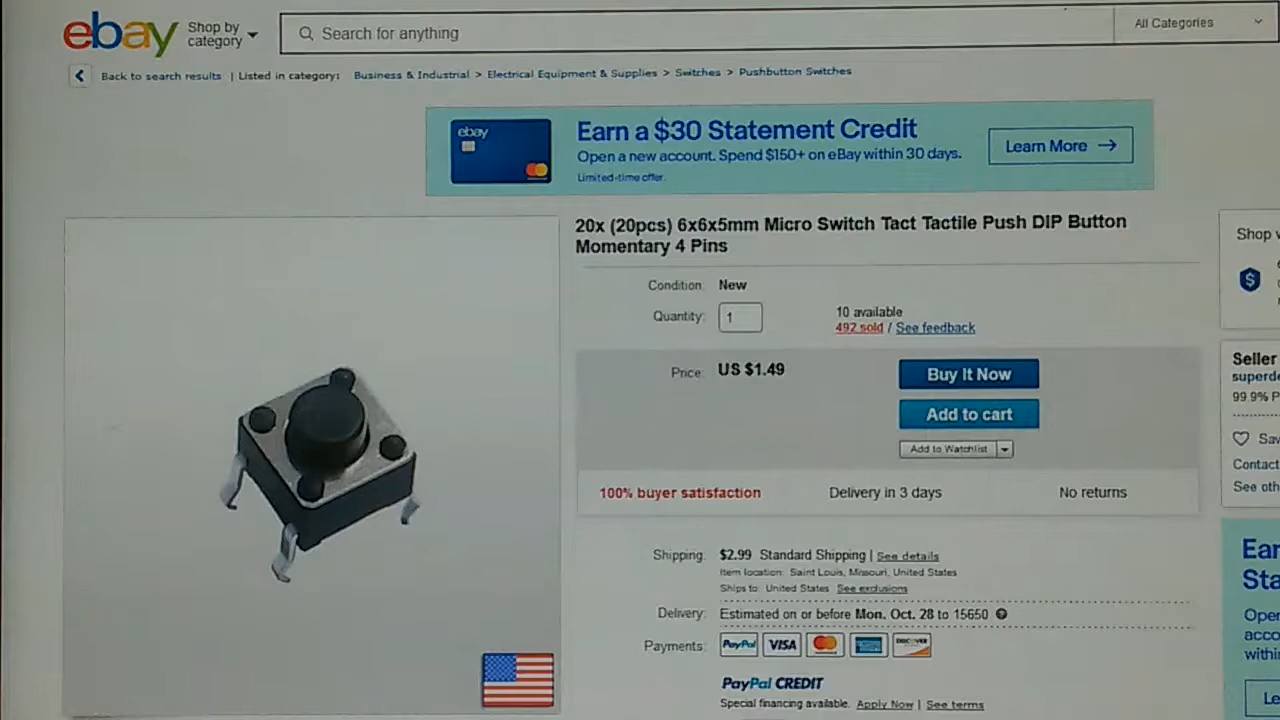 ebay
Shop by category
Search for anything
All Categories
Back to search results | Listed in category: Business & Industrial > Electrical Equipment & Supplies > Switches > Pushbutton Switches
ebay
Earn a $30 Statement Credit
Open a new account. Spend $150+ on eBay within 30 days.
Limited-time offer.
Learn More
20x (20pcs) 6x6x5mm Micro Switch Tact Tactile Push DIP Button
Momentary 4 Pins
Condition: New
Quantity: 1
10 available
492 sold / See feedback
Price: US $1.49
Buy It Now
Add to cart
Add to Watchlist
100% buyer satisfaction
Delivery in 3 days
No returns
Shipping: $2.99 Standard Shipping | See details
Item location: Saint Louis, Missouri, United States
Ships to: United States See exclusions
Delivery: Estimated on or before Mon. Oct. 28 to 15650
Payments: PayPal VISA DISCOVER
PayPal CREDIT
Special financing available. Apply Now | See terms
Shop
$
Seller
99.9%
Contact
See